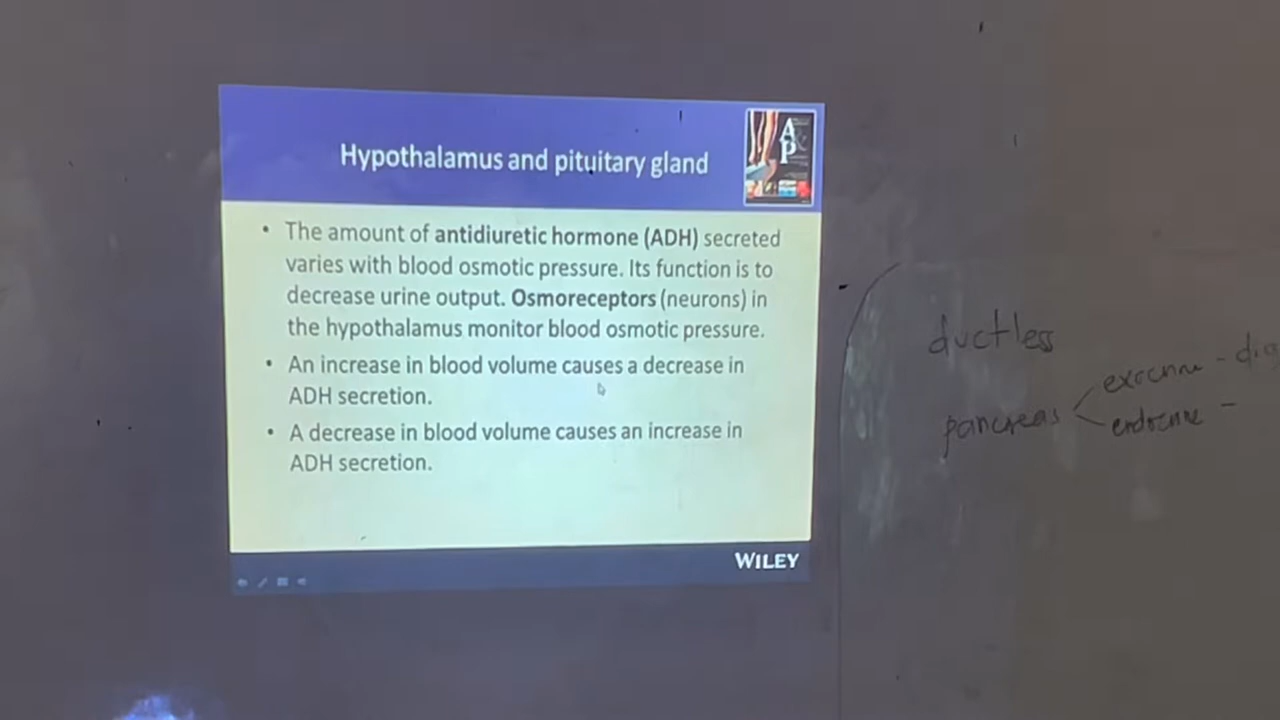 Hypothalamus and pituitary gland
A
&
P
• The amount of antidiuretic hormone (ADH) secreted
varies with blood osmotic pressure. Its function is to
decrease urine output. Osmoreceptors (neurons) in
the hypothalamus monitor blood osmotic pressure.
• An increase in blood volume causes a decrease in
ADH secretion.
• A decrease in blood volume causes an increase in
ADH secretion.
WILEY
ductless
exocrine - dig
pancreas
endocrine -